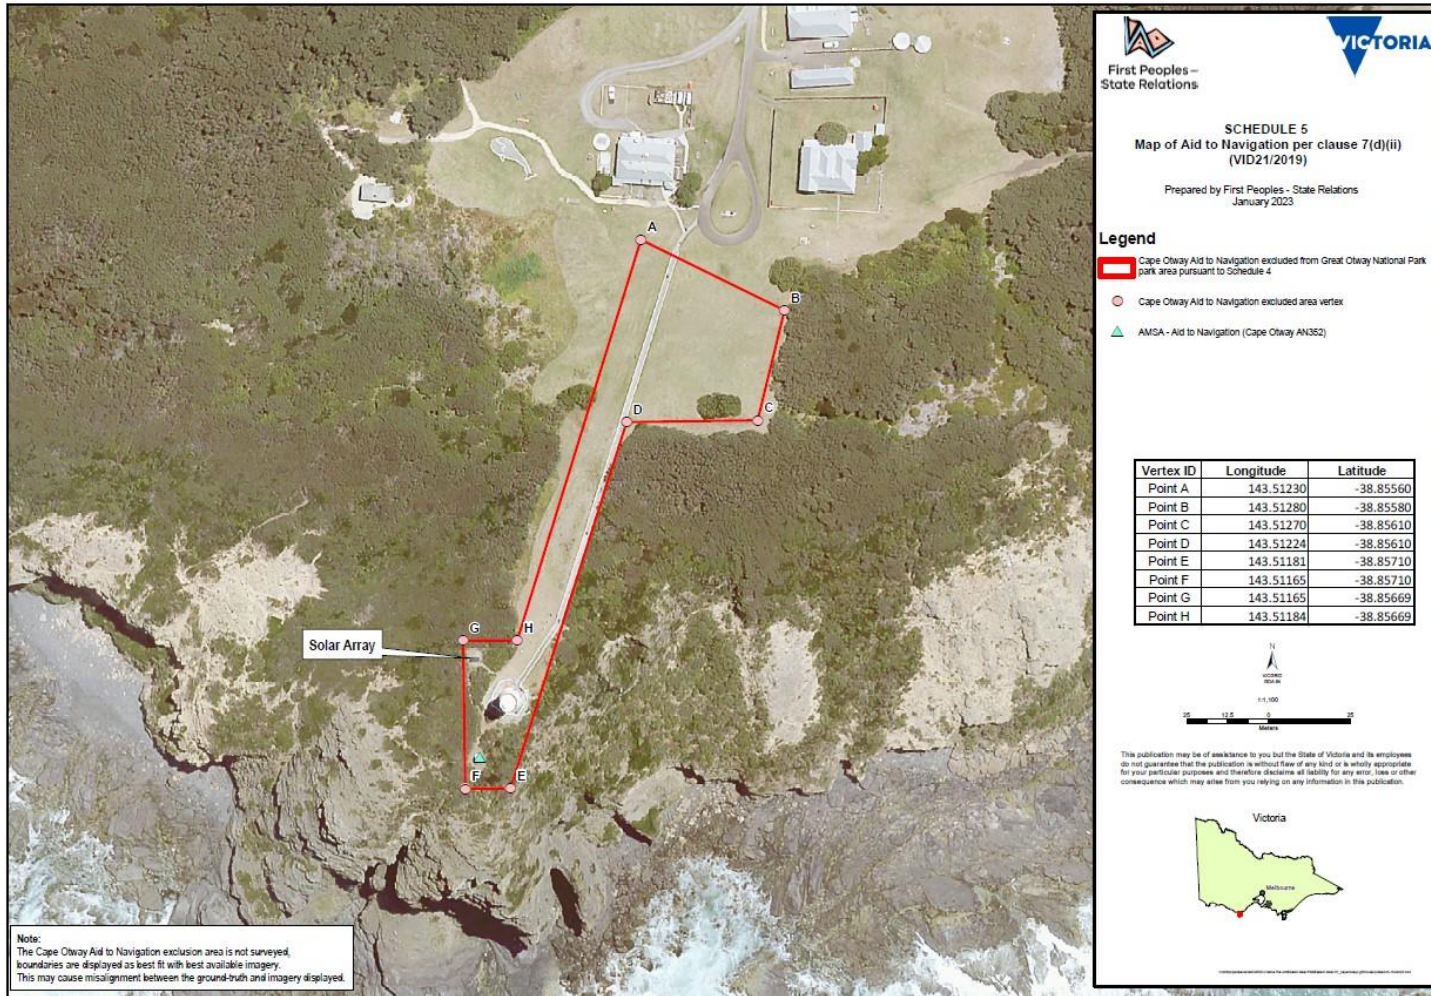 First Peoples–
State Relations
VICTORIA
SCHEDULE 5
Map of Aid to Navigation per clause 7(d)(ii)
(VID21/2019)
Prepared by First Peoples - State Relations
January 2023
Legend
Cape Otway Aid to Navigation excluded from Great Otway National Park
park area pursuant to Schedule 4
Cape Otway Aid to Navigation excluded area vertex
AMSA - Aid to Navigation (Cape Otway AN352)
Vertex ID Longitude Latitude
Point A 143.51230 -38.85560
Point B 143.51280 -38.85580
Point C 143.51270 -38.85610
Point D 143.51224 -38.85610
Point E 143.51181 -38.85710
Point F 143.51165 -38.85710
Point G 143.51165 -38.85669
Point H 143.51184 -38.85669
N
1:1,100
25 12.5 0 25
Meters
This publication may be of assistance to you but the State of Victoria and its employees
do not guarantee that the publication is without flaw of any kind or is wholly appropriate
for your particular purposes and therefore disclaims all liability for any error, loss or other
consequence which may arise from you relying on any information in this publication.
Victoria
Melbourne
A
B
C
D
G
H
Solar Array
F
E
Note:
The Cape Otway Aid to Navigation exclusion area is not surveyed,
boundaries are displayed as best fit with best available imagery.
This may cause misalignment between the ground-truth and imagery displayed.